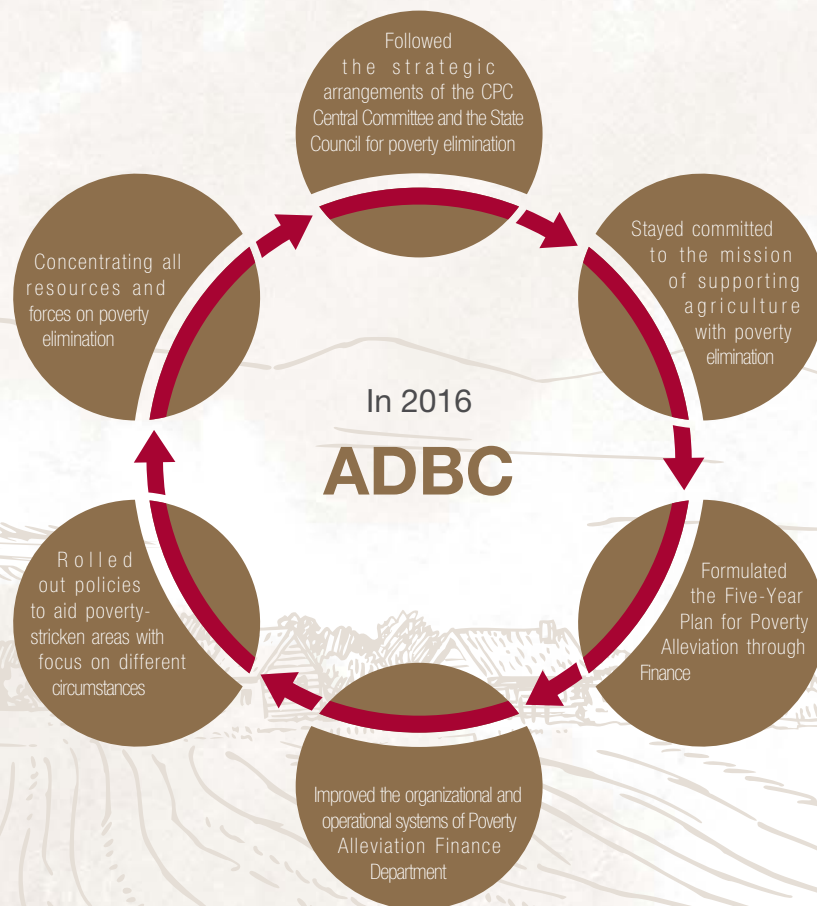 Followed
the strategic
arrangements of the CPC
Central Committee and the State
Council for poverty elimination
Stayed committed
to the mission
of supporting
agriculture
with poverty
elimination
Formulated
the Five-Year
Plan for Poverty
Alleviation through
Finance
Improved the organizational and
operational systems of Poverty
Alleviation Finance
Department
Rolled
out policies
to aid poverty-
stricken areas with
focus on different
circumstances
Concentrating all
resources and
forces on poverty
elimination
In 2016
ADBC